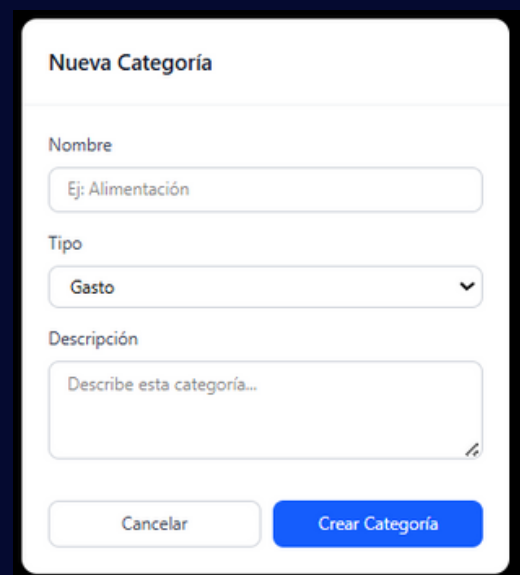 Nueva Categoría
Nombre
Ej: Alimentación
Tipo
Gasto
Descripción
Describe esta categoría...
Cancelar Crear Categoría